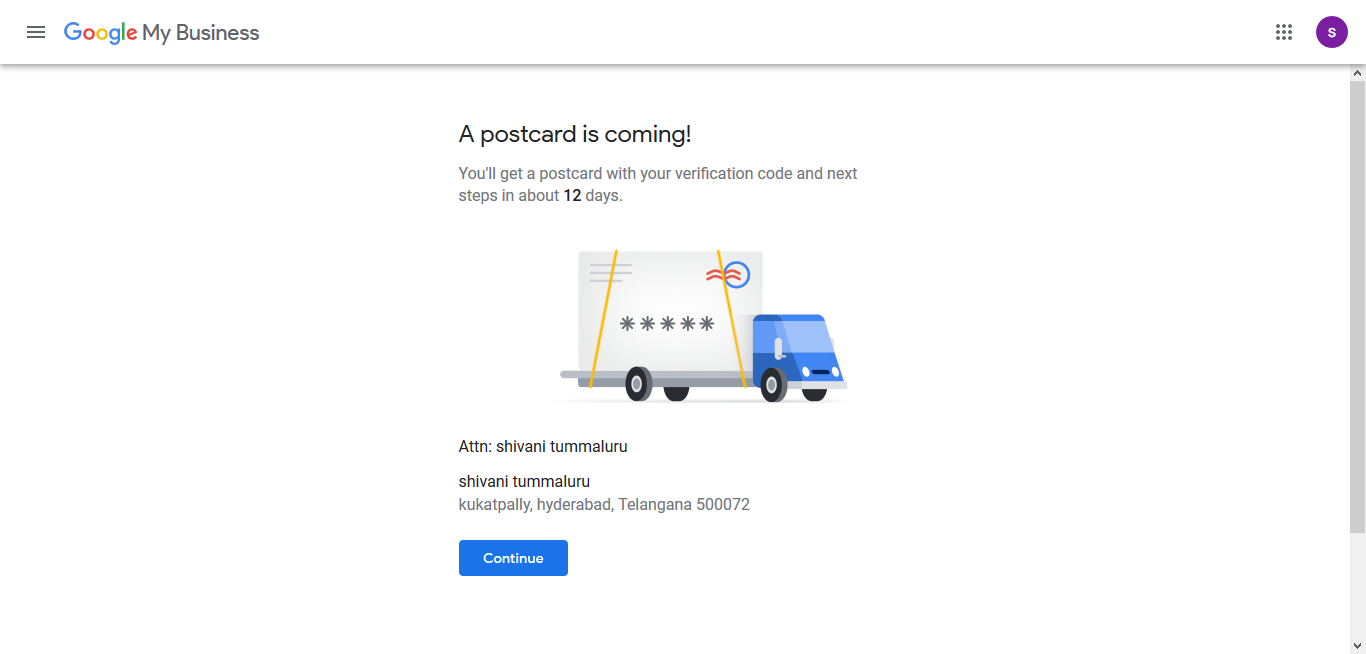 Google My Business
S
A postcard is coming!
You'll get a postcard with your verification code and next
steps in about 12 days.
*****
Attn: shivani tummaluru
shivani tummaluru
kukatpally, hyderabad, Telangana 500072
Continue